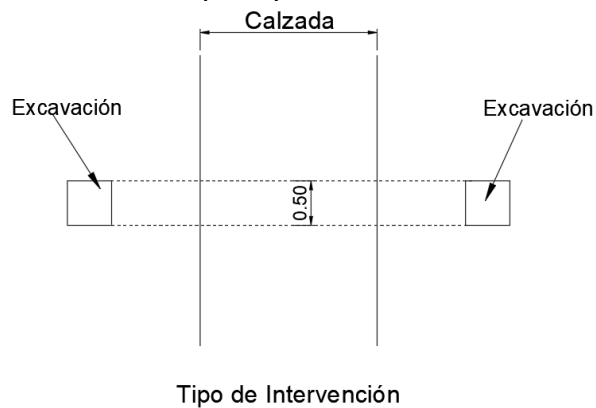 Calzada
Excavación
Excavación
0.50
Tipo de Intervención